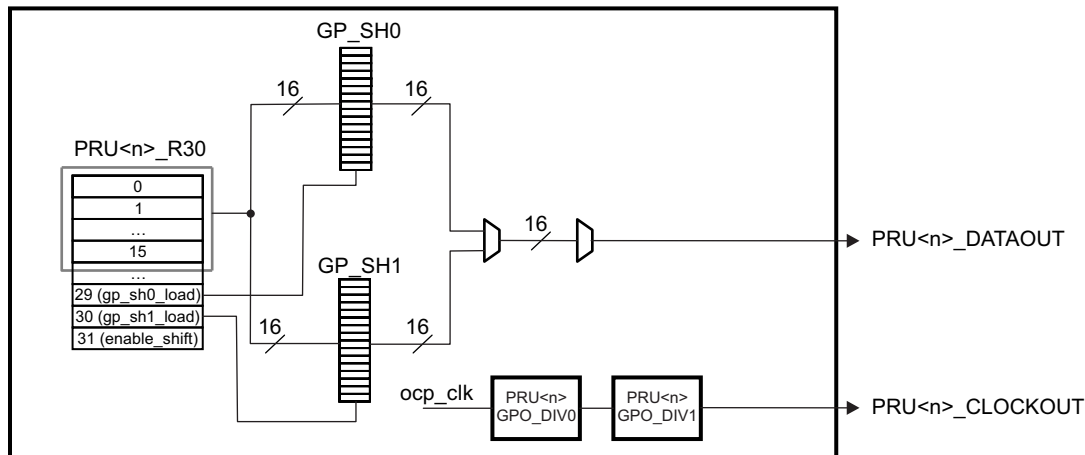 GP_SH0
16
16
PRU<n>_R30
0
1
...
15
...
29 (gp_sh0_load)
30 (gp_sh1_load)
31 (enable_shift)
16
PRU<n>_DATAOUT
GP_SH1
16
16
ocp_clk
PRU<n>
GPO_DIV0
PRU<n>
GPO_DIV1
PRU<n>_CLOCKOUT